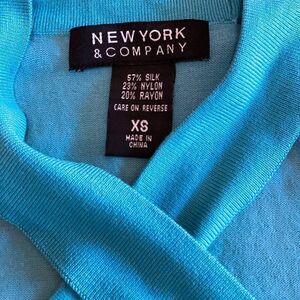 NEW YORK
& COMPANY
57% SILK
23% NYLON
20% RAYON
CARE ON REVERSE
XS
MADE IN
CHINA